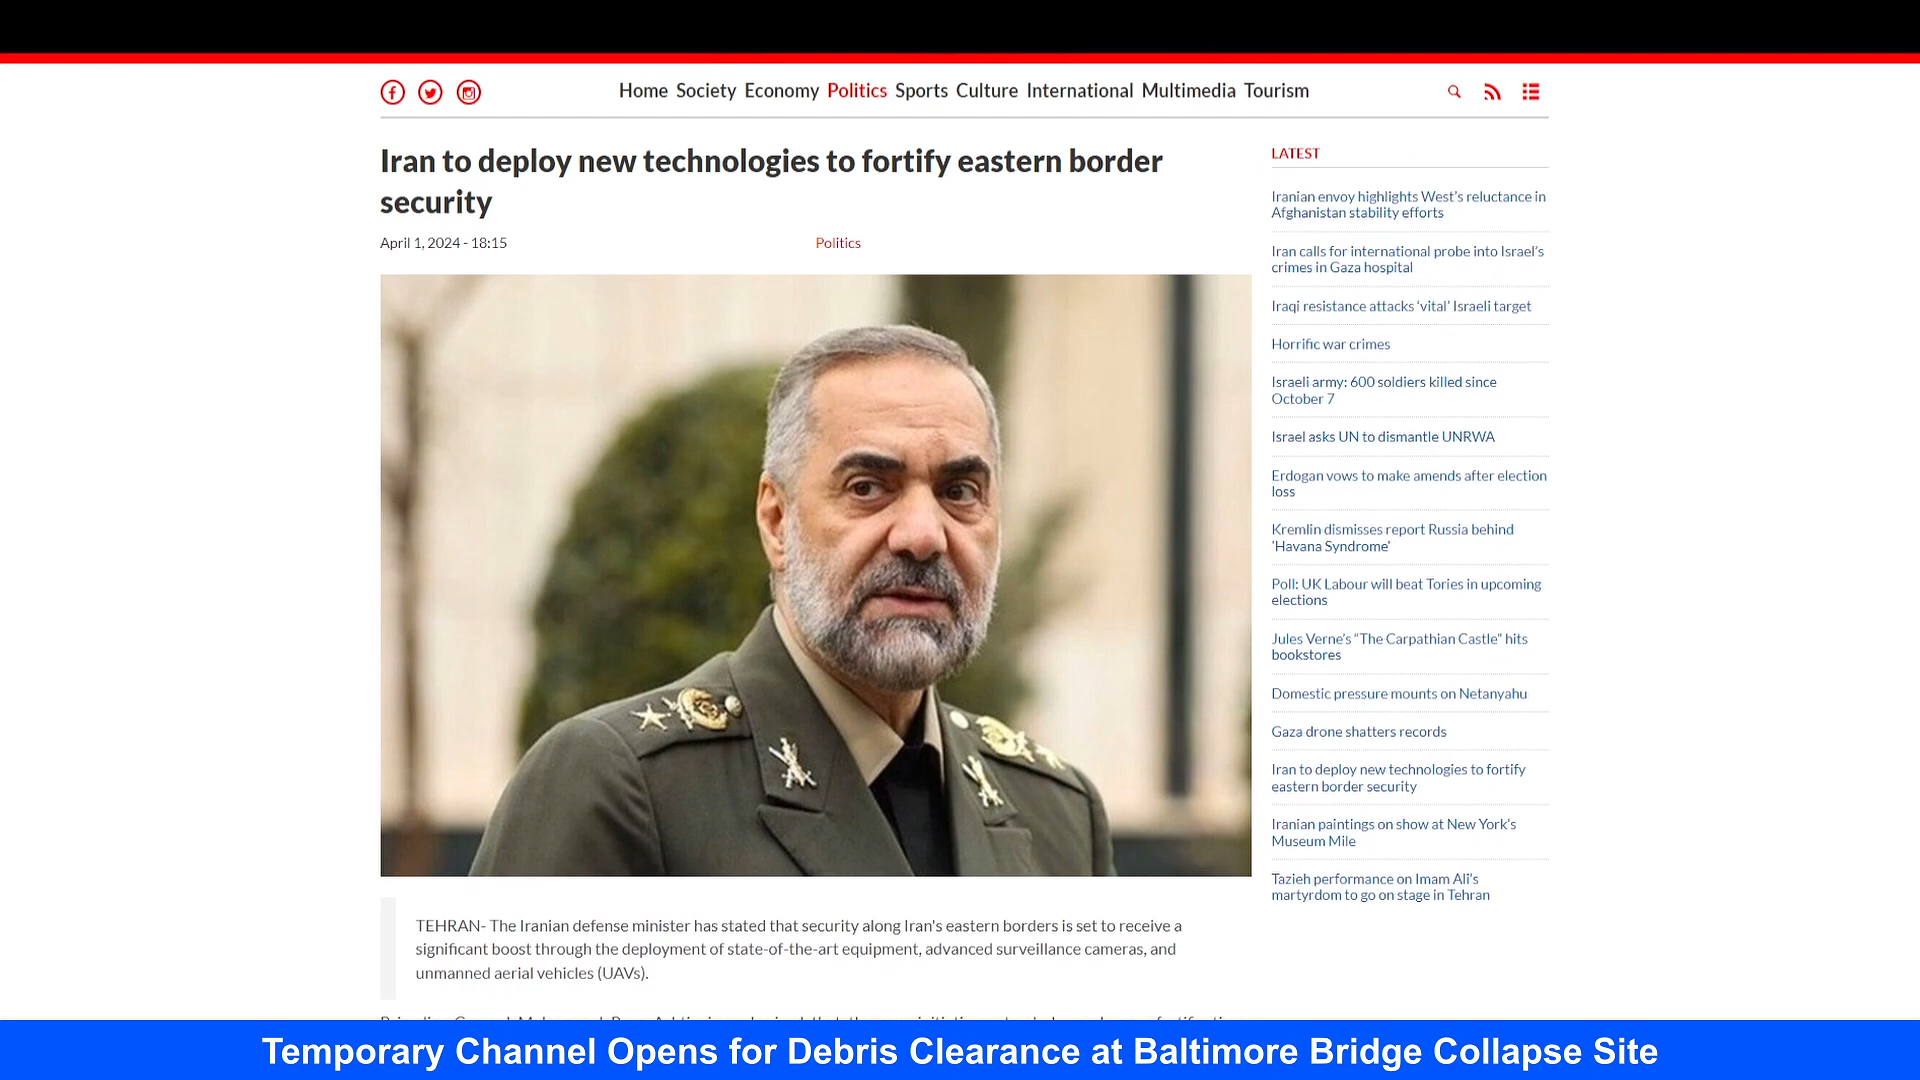 Home Society Economy Politics Sports Culture International Multimedia Tourism
Iran to deploy new technologies to fortify eastern border
security
April 1, 2024 - 18:15
Politics
TEHRAN- The Iranian defense minister has stated that security along Iran's eastern borders is set to receive a
significant boost through the deployment of state-of-the-art equipment, advanced surveillance cameras, and
unmanned aerial vehicles (UAVs).
LATEST
Iranian envoy highlights West's reluctance in
Afghanistan stability efforts
Iran calls for international probe into Israel's
crimes in Gaza hospital
Iraqi resistance attacks ‘vital’ Israeli target
Horrific war crimes
Israeli army: 600 soldiers killed since
October 7
Israel asks UN to dismantle UNRWA
Erdogan vows to make amends after election
loss
Kremlin dismisses report Russia behind
'Havana Syndrome'
Poll: UK Labour will beat Tories in upcoming
elections
Jules Verne's “The Carpathian Castle” hits
bookstores
Domestic pressure mounts on Netanyahu
Gaza drone shatters records
Iran to deploy new technologies to fortify
eastern border security
Iranian paintings on show at New York's
Museum Mile
Tazieh performance on Imam Ali's
martyrdom to go on stage in Tehran
Temporary Channel Opens for Debris Clearance at Baltimore Bridge Collapse Site